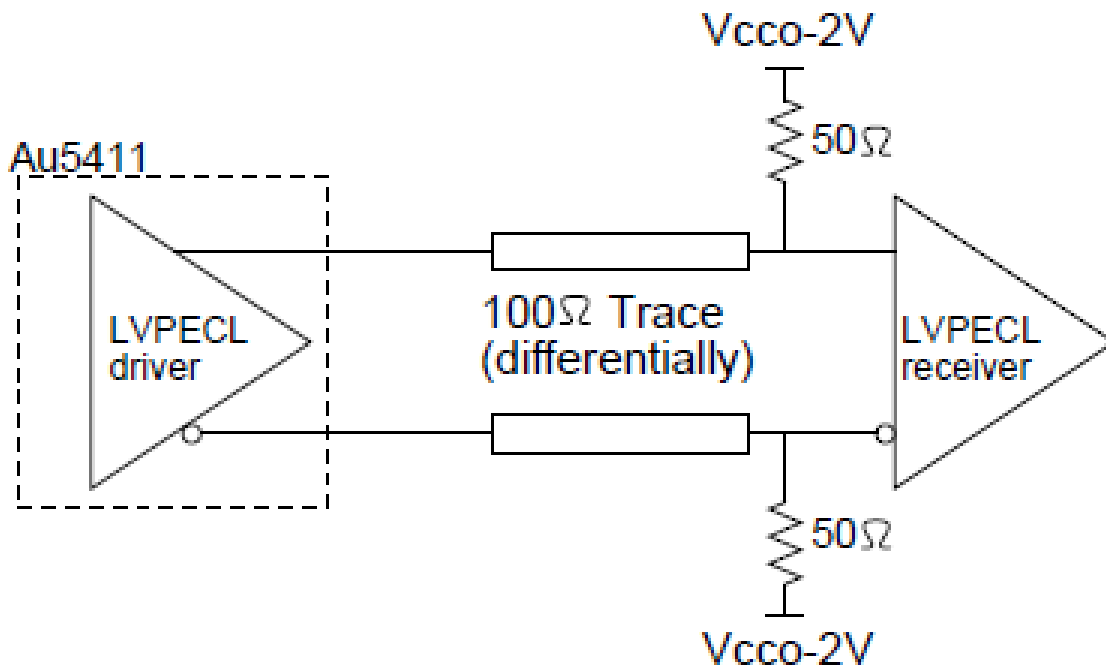 Vcco-2V
50Ω
Au5411
LVPECL
driver
100Ω Trace
(differentially)
LVPECL
receiver
50Ω
Vcco-2V